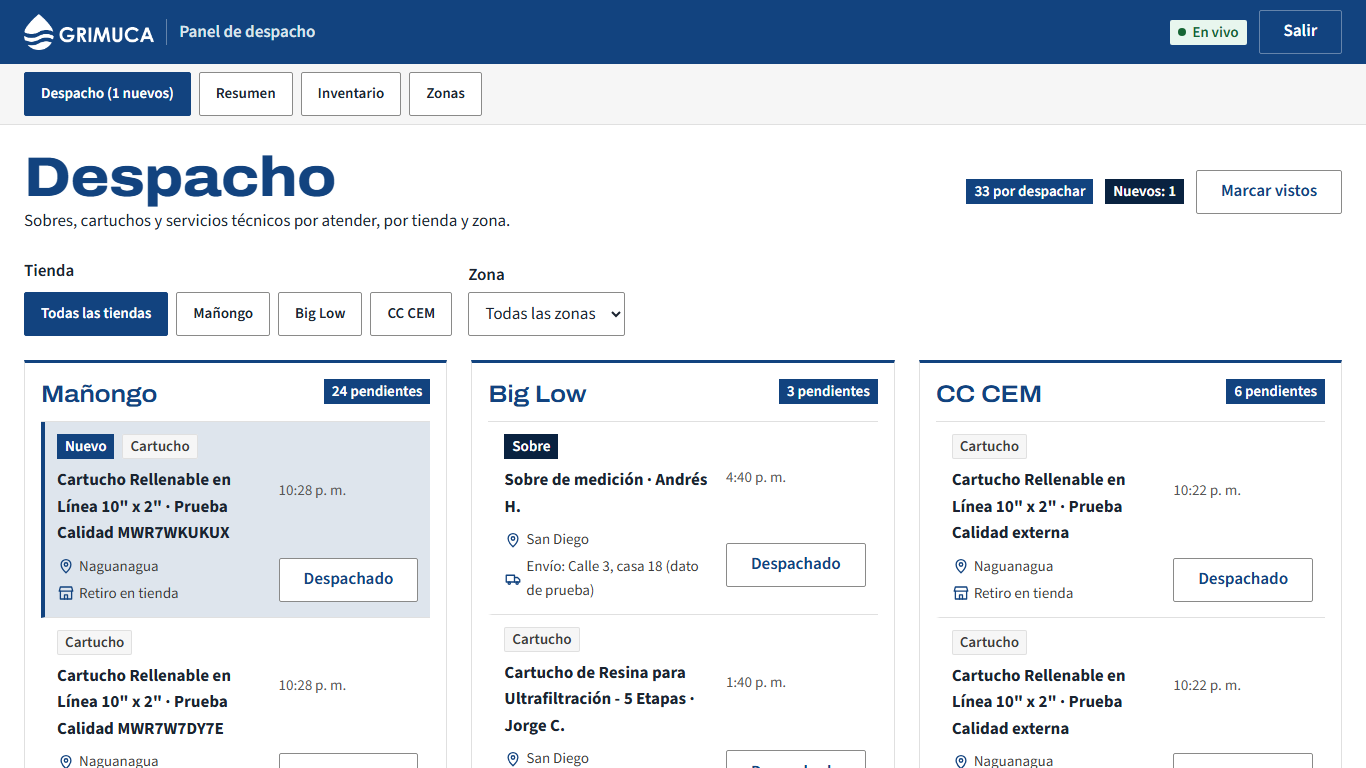 GRIMUCA
Panel de despacho
En vivo
Salir
Despacho (1 nuevos)
Resumen
Inventario
Zonas
Despacho
Sobres, cartuchos y servicios técnicos por atender, por tienda y zona.
33 por despachar
Nuevos: 1
Marcar vistos
Tienda
Todas las tiendas
Mañongo
Big Low
CC CEM
Zona
Todas las zonas
Mañongo
24 pendientes
Nuevo
Cartucho
Cartucho Rellenable en
Línea 10" x 2" · Prueba
Calidad MWR7WKUKUX
10:28 p. m.
Naguanagua
Retiro en tienda
Despachado
Cartucho
Cartucho Rellenable en
Línea 10" x 2" · Prueba
Calidad MWR7W7DY7E
10:28 p. m.
Naguanagua
Big Low
3 pendientes
Sobre
Sobre de medición · Andrés
H.
4:40 p. m.
San Diego
Envío: Calle 3, casa 18 (dato
de prueba)
Despachado
Cartucho
Cartucho de Resina para
Ultrafiltración - 5 Etapas ·
Jorge C.
1:40 p. m.
San Diego
Despachado
CC CEM
6 pendientes
Cartucho
Cartucho Rellenable en
Línea 10" x 2" · Prueba
Calidad externa
10:22 p. m.
Naguanagua
Retiro en tienda
Despachado
Cartucho
Cartucho Rellenable en
Línea 10" x 2" · Prueba
Calidad externa
10:22 p. m.
Naguanagua